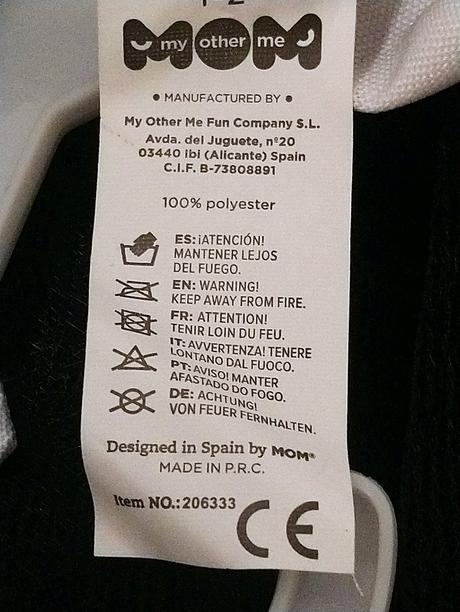 my other me
MOM
• MANUFACTURED BY •
My Other Me Fun Company S.L.
Avda. del Juguete, nº20
03440 ibi (Alicante) Spain
C.I.F. B-73808891
100% polyester
ES: ¡ATENCIÓN!
MANTENER LEJOS
DEL FUEGO.
EN: WARNING!
KEEP AWAY FROM FIRE.
FR: ATTENTION!
TENIR LOIN DU FEU.
IT: AVVERTENZA! TENERE
LONTANO DAL FUOCO.
PT: AVISO! MANTER
AFASTADO DO FOGO.
DE: ACHTUNG!
VON FEUER FERNHALTEN.
Designed in Spain by MOM®
MADE IN P.R.C.
Item NO.:206333
CE